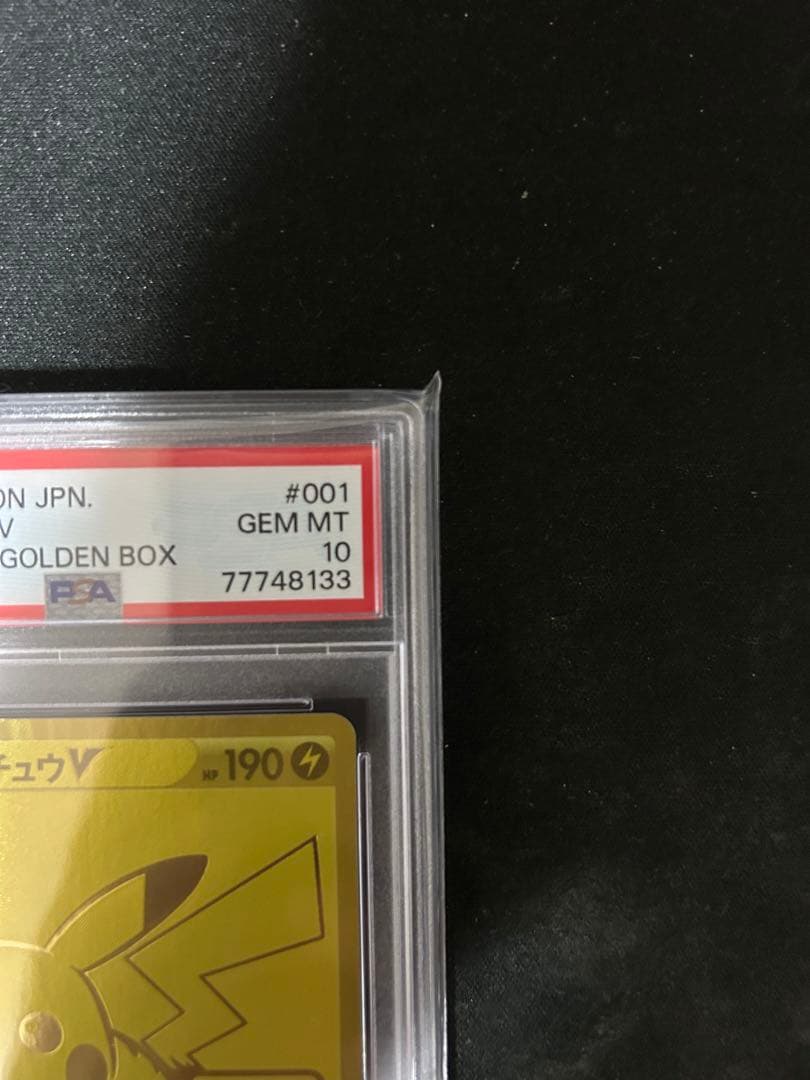 ON JPN. #001
V GEM MT
GOLDEN BOX 10
PSA 77748133
チュウV HP 190